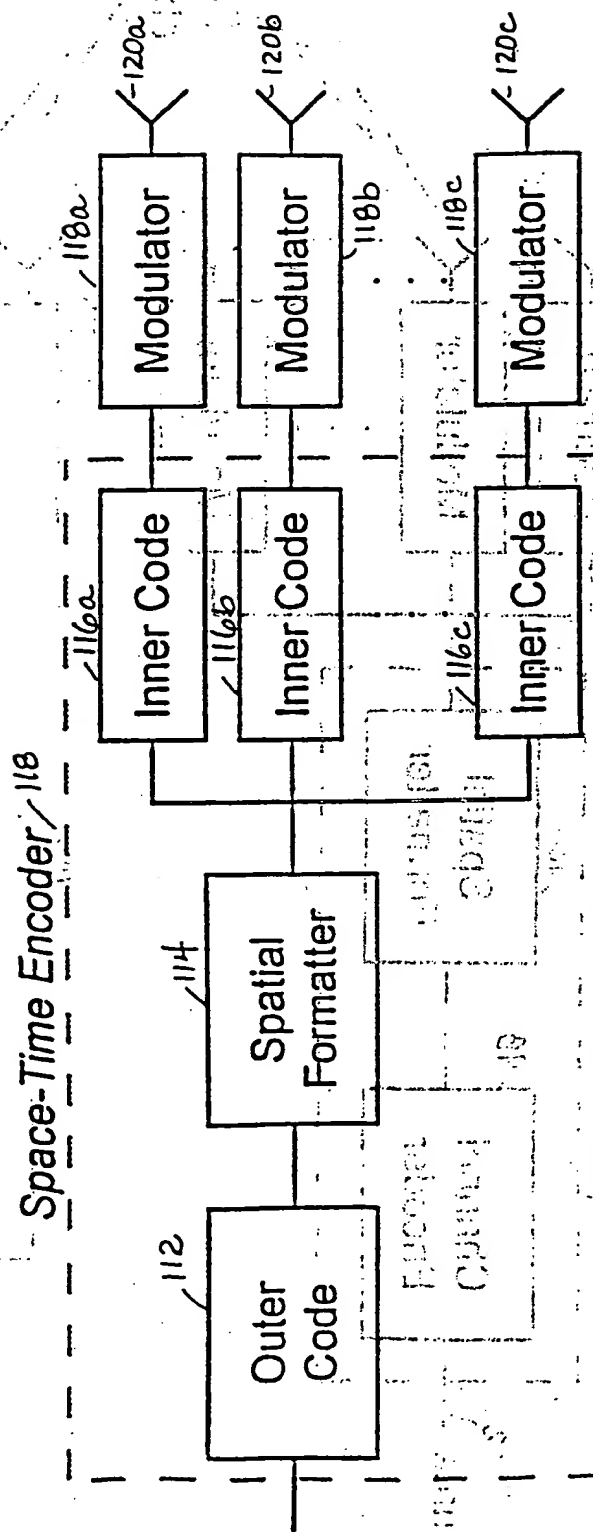 Space-Time Encoder 118
112
Outer
Code
114
Spatial
Formatter
116a
Inner Code
116b
Inner Code
116c
Inner Code
118a
Modulator
118b
Modulator
118c
Modulator
120a
120b
120c
. . .